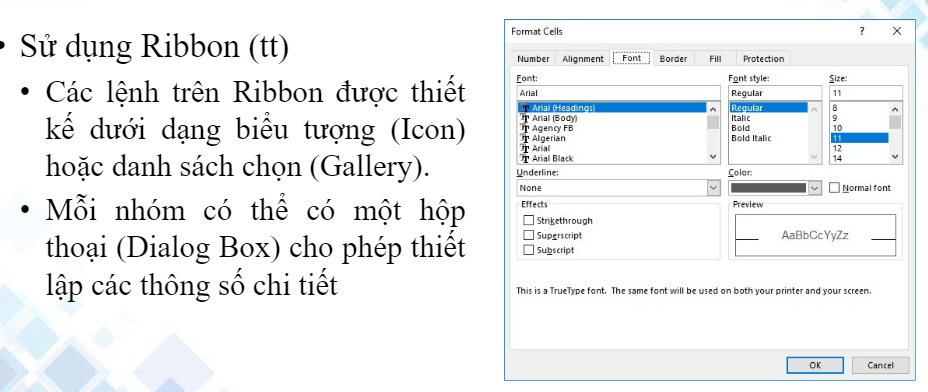 • Sử dụng Ribbon (tt)
• Các lệnh trên Ribbon được thiết
kế dưới dạng biểu tượng (Icon)
hoặc danh sách chọn (Gallery).
• Mỗi nhóm có thể có một hộp
thoại (Dialog Box) cho phép thiết
lập các thông số chi tiết
Format Cells ? ×
Number Alignment Font Border Fill Protection
Font: Font style: Size:
Arial Regular 11
Arial (Headings) Regular 8
Arial (Body) Italic 9
Agency FB Bold 10
Algerian Bold Italic 11
Arial 12
Arial Black 14
Underline: Color:
None Normal font
Effects Preview
Strikethrough
Superscript AaBbCcYyZz
Subscript
This is a TrueType font. The same font will be used on both your printer and your screen.
OK Cancel